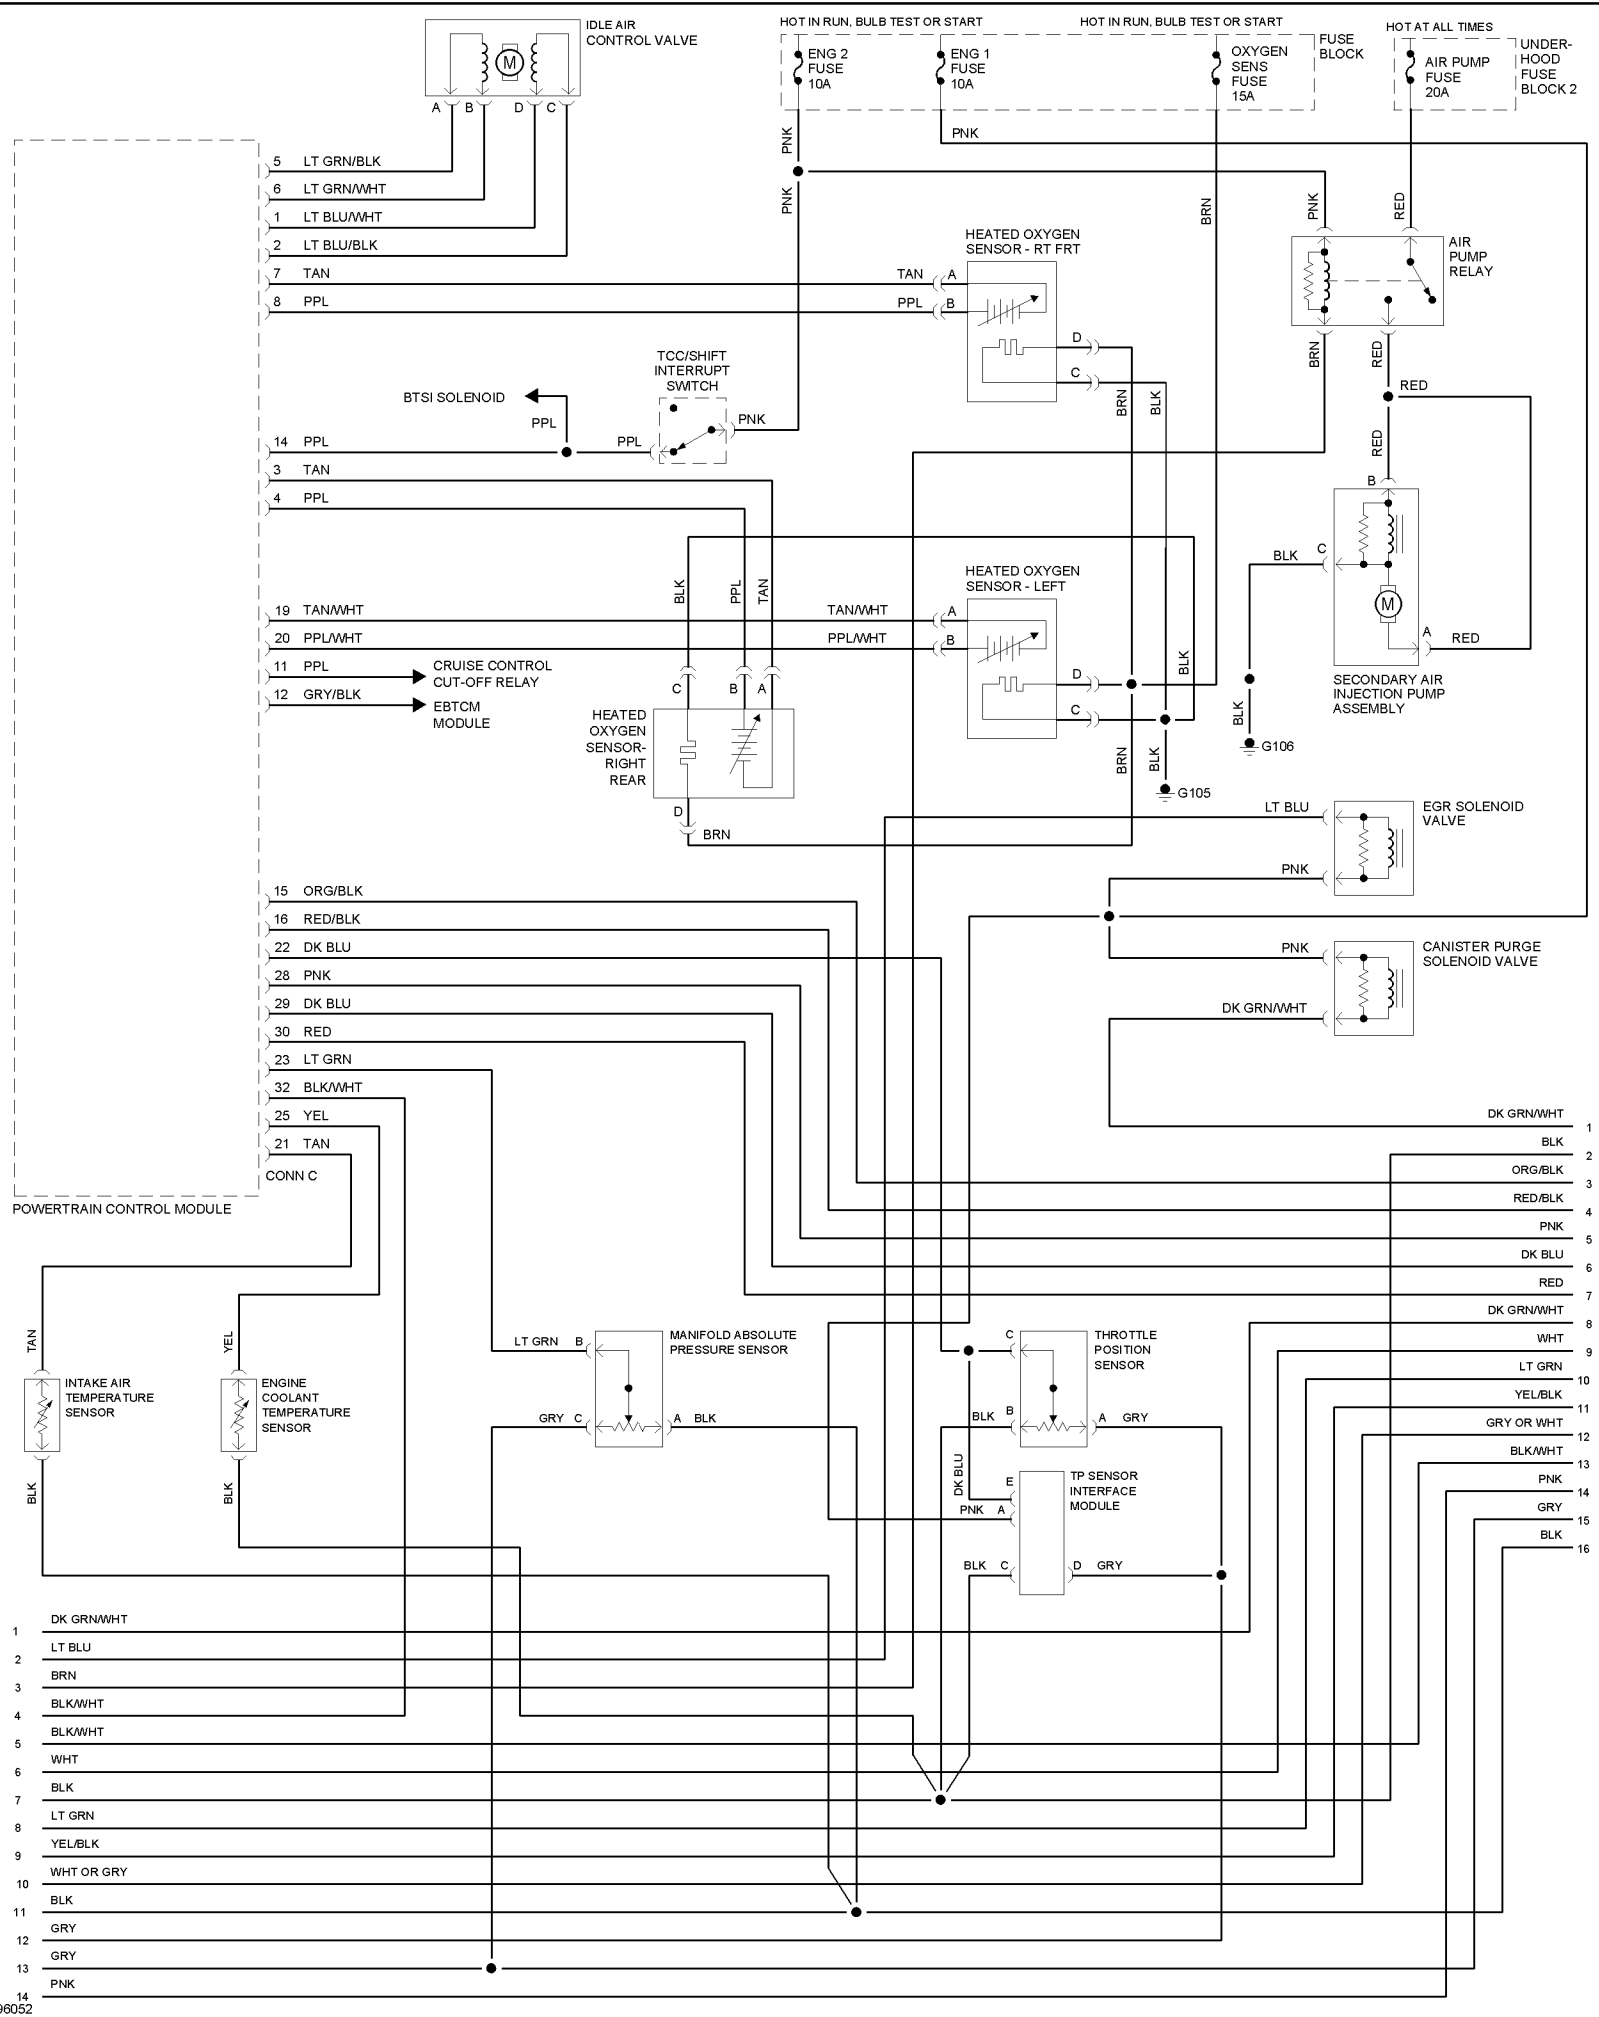 IDLE AIR
CONTROL VALVE
M
A
B
D
C
HOT IN RUN, BULB TEST OR START
HOT IN RUN, BULB TEST OR START
HOT AT ALL TIMES
ENG 2
FUSE
10A
ENG 1
FUSE
10A
OXYGEN
SENS
FUSE
15A
FUSE
BLOCK
AIR PUMP
FUSE
20A
UNDER-
HOOD
FUSE
BLOCK 2
PNK
PNK
PNK
BRN
PNK
RED
5 LT GRN/BLK
6 LT GRN/WHT
1 LT BLU/WHT
2 LT BLU/BLK
7 TAN
8 PPL
TAN A
PPL B
HEATED OXYGEN
SENSOR - RT FRT
D
C
BRN
BLK
AIR
PUMP
RELAY
BRN
RED
RED
RED
TCC/SHIFT
INTERRUPT
SWITCH
BTSI SOLENOID
PPL
PPL
PNK
14 PPL
3 TAN
4 PPL
B
BLK C
M
A
RED
SECONDARY AIR
INJECTION PUMP
ASSEMBLY
BLK
G106
BLK
PPL
TAN
HEATED OXYGEN
SENSOR - LEFT
19 TAN/WHT
TAN/WHT A
20 PPL/WHT
PPL/WHT B
11 PPL
CRUISE CONTROL
CUT-OFF RELAY
12 GRY/BLK
EBTCM
MODULE
D
C
BLK
BRN
BLK
G105
C
B
A
HEATED
OXYGEN
SENSOR-
RIGHT
REAR
D
BRN
LT BLU
EGR SOLENOID
VALVE
PNK
PNK
CANISTER PURGE
SOLENOID VALVE
DK GRN/WHT
15 ORG/BLK
16 RED/BLK
22 DK BLU
28 PNK
29 DK BLU
30 RED
23 LT GRN
32 BLK/WHT
25 YEL
21 TAN
CONN C
POWERTRAIN CONTROL MODULE
DK GRN/WHT 1
BLK 2
ORG/BLK 3
RED/BLK 4
PNK 5
DK BLU 6
RED 7
DK GRN/WHT 8
WHT 9
LT GRN 10
YEL/BLK 11
GRY OR WHT 12
BLK/WHT 13
PNK 14
GRY 15
BLK 16
TAN
INTAKE AIR
TEMPERATURE
SENSOR
BLK
YEL
ENGINE
COOLANT
TEMPERATURE
SENSOR
BLK
LT GRN B
MANIFOLD ABSOLUTE
PRESSURE SENSOR
GRY C
A BLK
C
THROTTLE
POSITION
SENSOR
BLK B
A GRY
DK BLU
E
PNK A
TP SENSOR
INTERFACE
MODULE
BLK C
D GRY
1 DK GRN/WHT
2 LT BLU
3 BRN
4 BLK/WHT
5 BLK/WHT
6 WHT
7 BLK
8 LT GRN
9 YEL/BLK
10 WHT OR GRY
11 BLK
12 GRY
13 GRY
14 PNK
96052